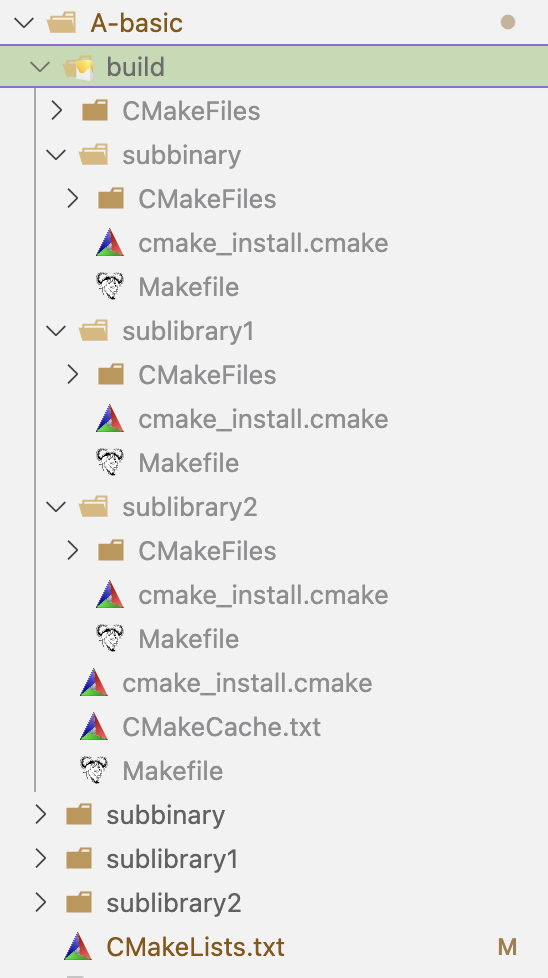 A-basic
build
CMakeFiles
subbinary
CMakeFiles
cmake_install.cmake
Makefile
sublibrary1
CMakeFiles
cmake_install.cmake
Makefile
sublibrary2
CMakeFiles
cmake_install.cmake
Makefile
cmake_install.cmake
CMakeCache.txt
Makefile
subbinary
sublibrary1
sublibrary2
CMakeLists.txt M